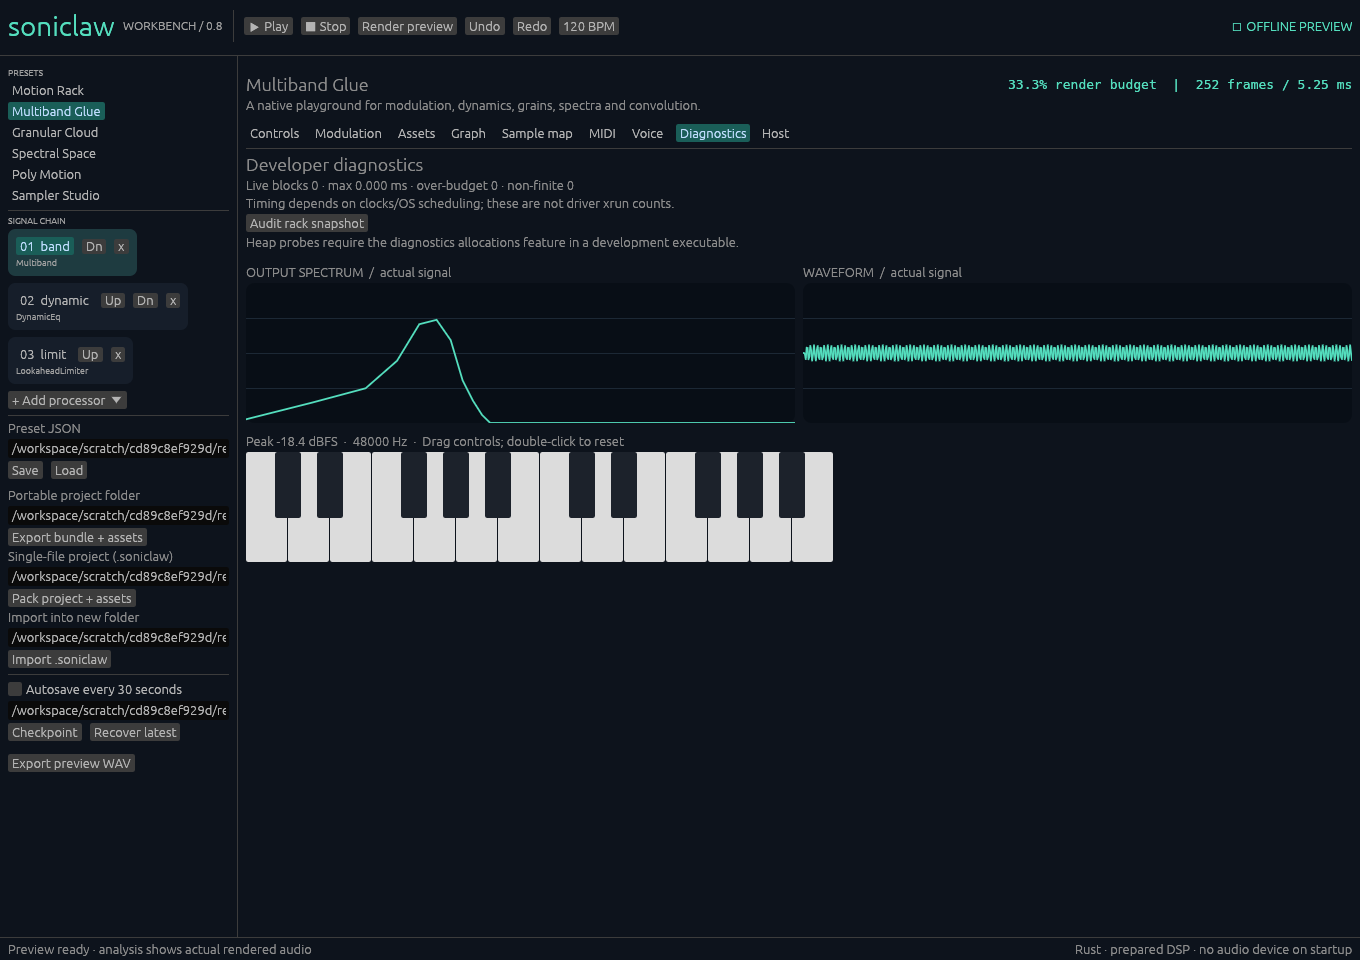 soniclaw WORKBENCH / 0.8 ▶ Play ■ Stop Render preview Undo Redo 120 BPM □ OFFLINE PREVIEW
PRESETS
Motion Rack
Multiband Glue
Granular Cloud
Spectral Space
Poly Motion
Sampler Studio
SIGNAL CHAIN
01 band Dn x
Multiband
02 dynamic Up Dn x
DynamicEq
03 limit Up x
LookaheadLimiter
+ Add processor ▼
Preset JSON
/workspace/scratch/cd89c8ef929d/re
Save Load
Portable project folder
/workspace/scratch/cd89c8ef929d/re
Export bundle + assets
Single-file project (.soniclaw)
/workspace/scratch/cd89c8ef929d/re
Pack project + assets
Import into new folder
/workspace/scratch/cd89c8ef929d/re
Import .soniclaw
Autosave every 30 seconds
/workspace/scratch/cd89c8ef929d/re
Checkpoint Recover latest
Export preview WAV
Multiband Glue 33.3% render budget | 252 frames / 5.25 ms
A native playground for modulation, dynamics, grains, spectra and convolution.
Controls Modulation Assets Graph Sample map MIDI Voice Diagnostics Host
Developer diagnostics
Live blocks 0 · max 0.000 ms · over-budget 0 · non-finite 0
Timing depends on clocks/OS scheduling; these are not driver xrun counts.
Audit rack snapshot
Heap probes require the diagnostics allocations feature in a development executable.
OUTPUT SPECTRUM / actual signal WAVEFORM / actual signal
Peak -18.4 dBFS · 48000 Hz · Drag controls; double-click to reset
Preview ready · analysis shows actual rendered audio Rust · prepared DSP · no audio device on startup